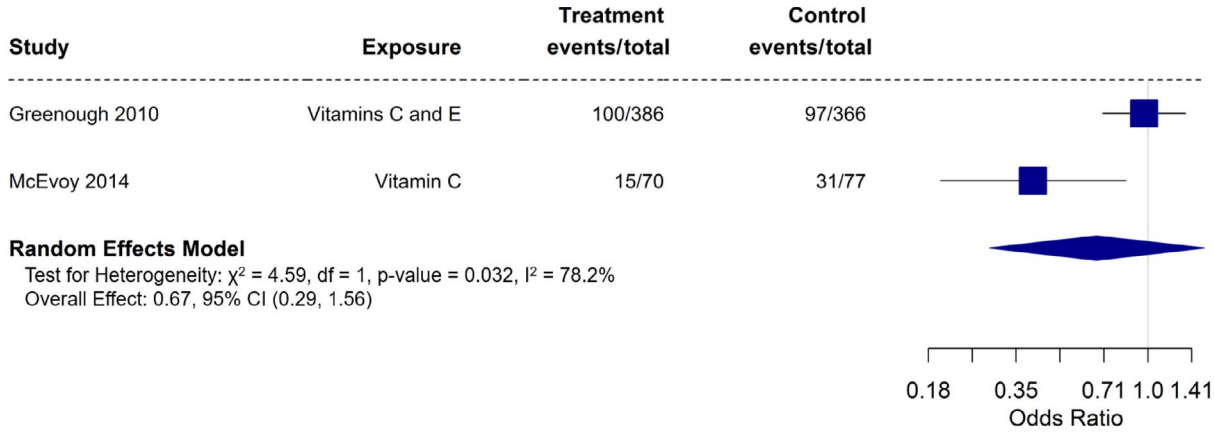 Treatment Control
Study Exposure events/total events/total
Greenough 2010 Vitamins C and E 100/386 97/366
McEvoy 2014 Vitamin C 15/70 31/77
Random Effects Model
Test for Heterogeneity: χ² = 4.59, df = 1, p-value = 0.032, I² = 78.2%
Overall Effect: 0.67, 95% CI (0.29, 1.56)
0.18 0.35 0.71 1.0 1.41
Odds Ratio